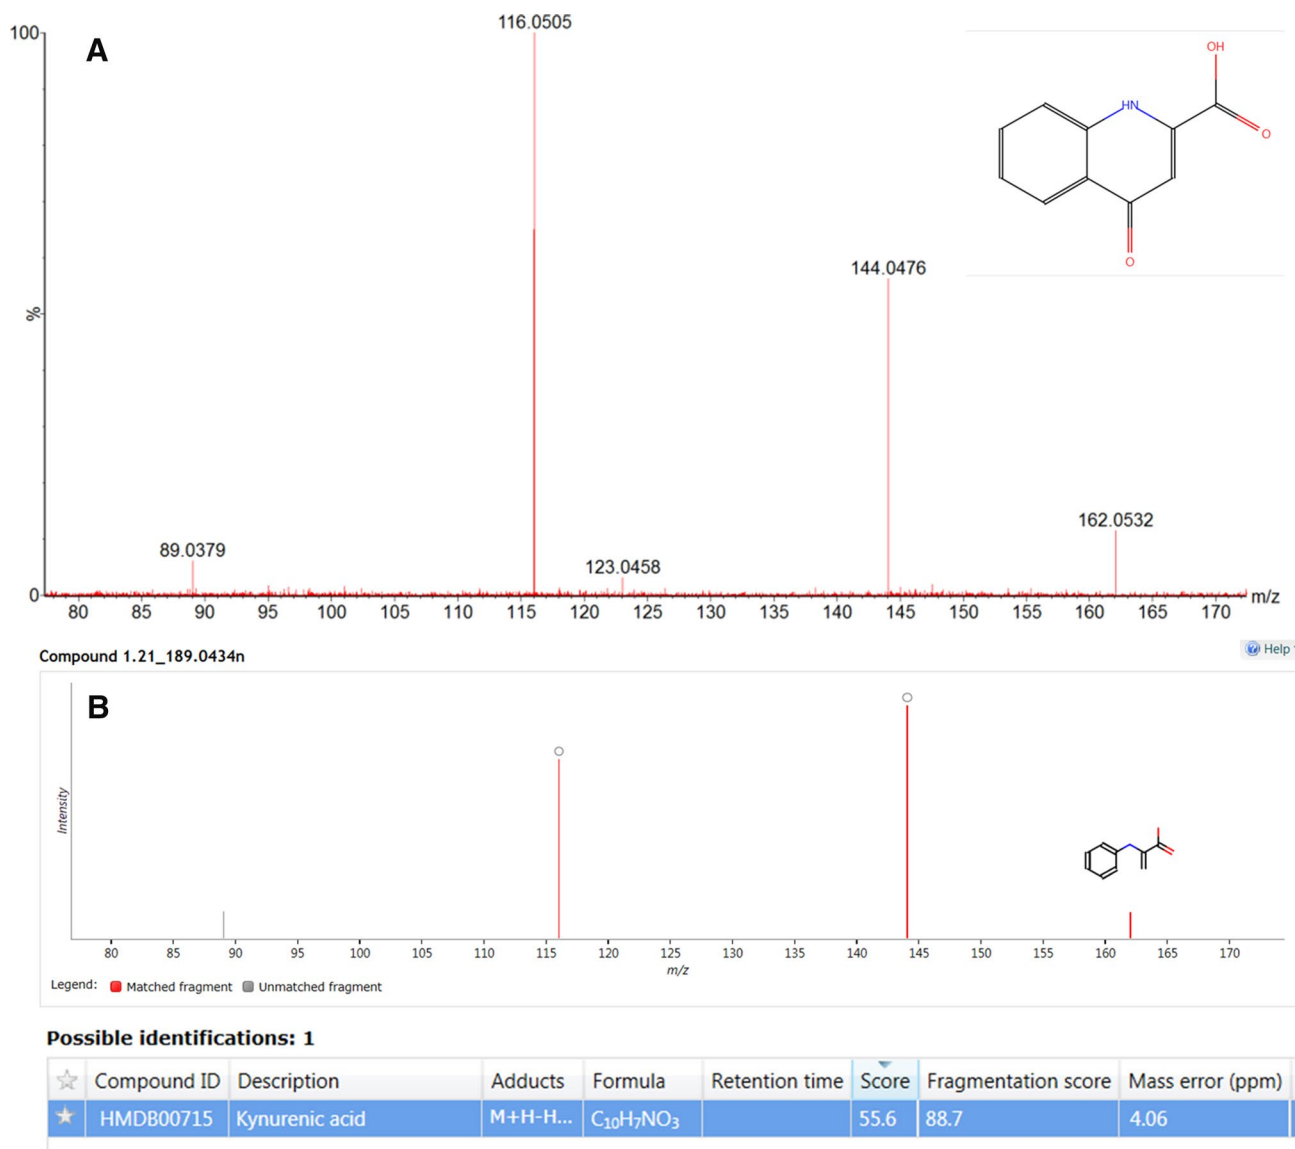 116.0505
100
A
OH
HN
O
O
144.0476
%
162.0532
89.0379
123.0458
0
80 85 90 95 100 105 110 115 120 125 130 135 140 145 150 155 160 165 170 m/z
Compound 1.21_189.0434n
Help
B
Intensity
80 85 90 95 100 105 110 115 120 125 130 135 140 145 150 155 160 165 170
m/z
Legend: Matched fragment Unmatched fragment
Possible identifications: 1
Compound ID Description Adducts Formula Retention time Score Fragmentation score Mass error (ppm)
HMDB00715 Kynurenic acid M+H-H... C₁₀H₇NO₃ 55.6 88.7 4.06